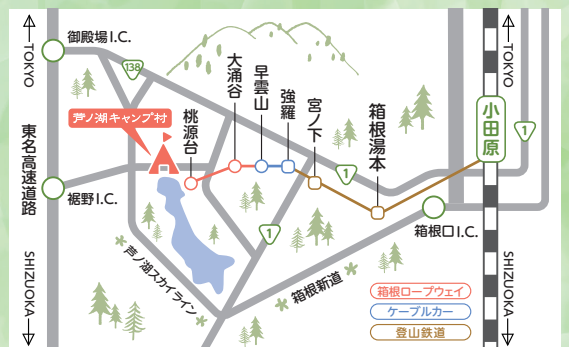 TOKYO
御殿場I.C.
138
芦ノ湖キャンプ村
桃源台
大涌谷
早雲山
強羅
宮ノ下
箱根湯本
小田原
TOKYO
1
1
1
東名高速道路
裾野I.C.
箱根口I.C.
芦ノ湖スカイライン
箱根新道
SHIZUOKA
SHIZUOKA
箱根ロープウェイ
ケーブルカー
登山鉄道